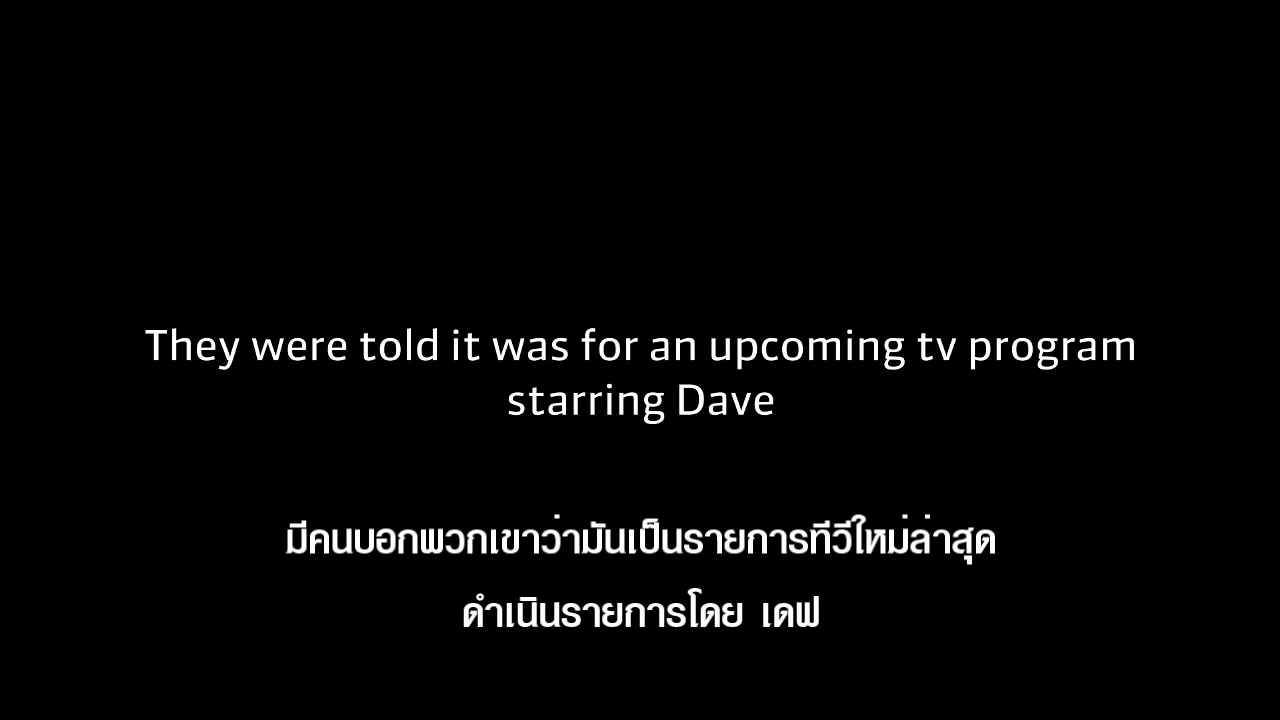 They were told it was for an upcoming tv program
starring Dave
มีคนบอกพวกเขาว่ามันเป็นรายการทีวีใหม่ล่าสุด
ดำเนินรายการโดย เดฟ